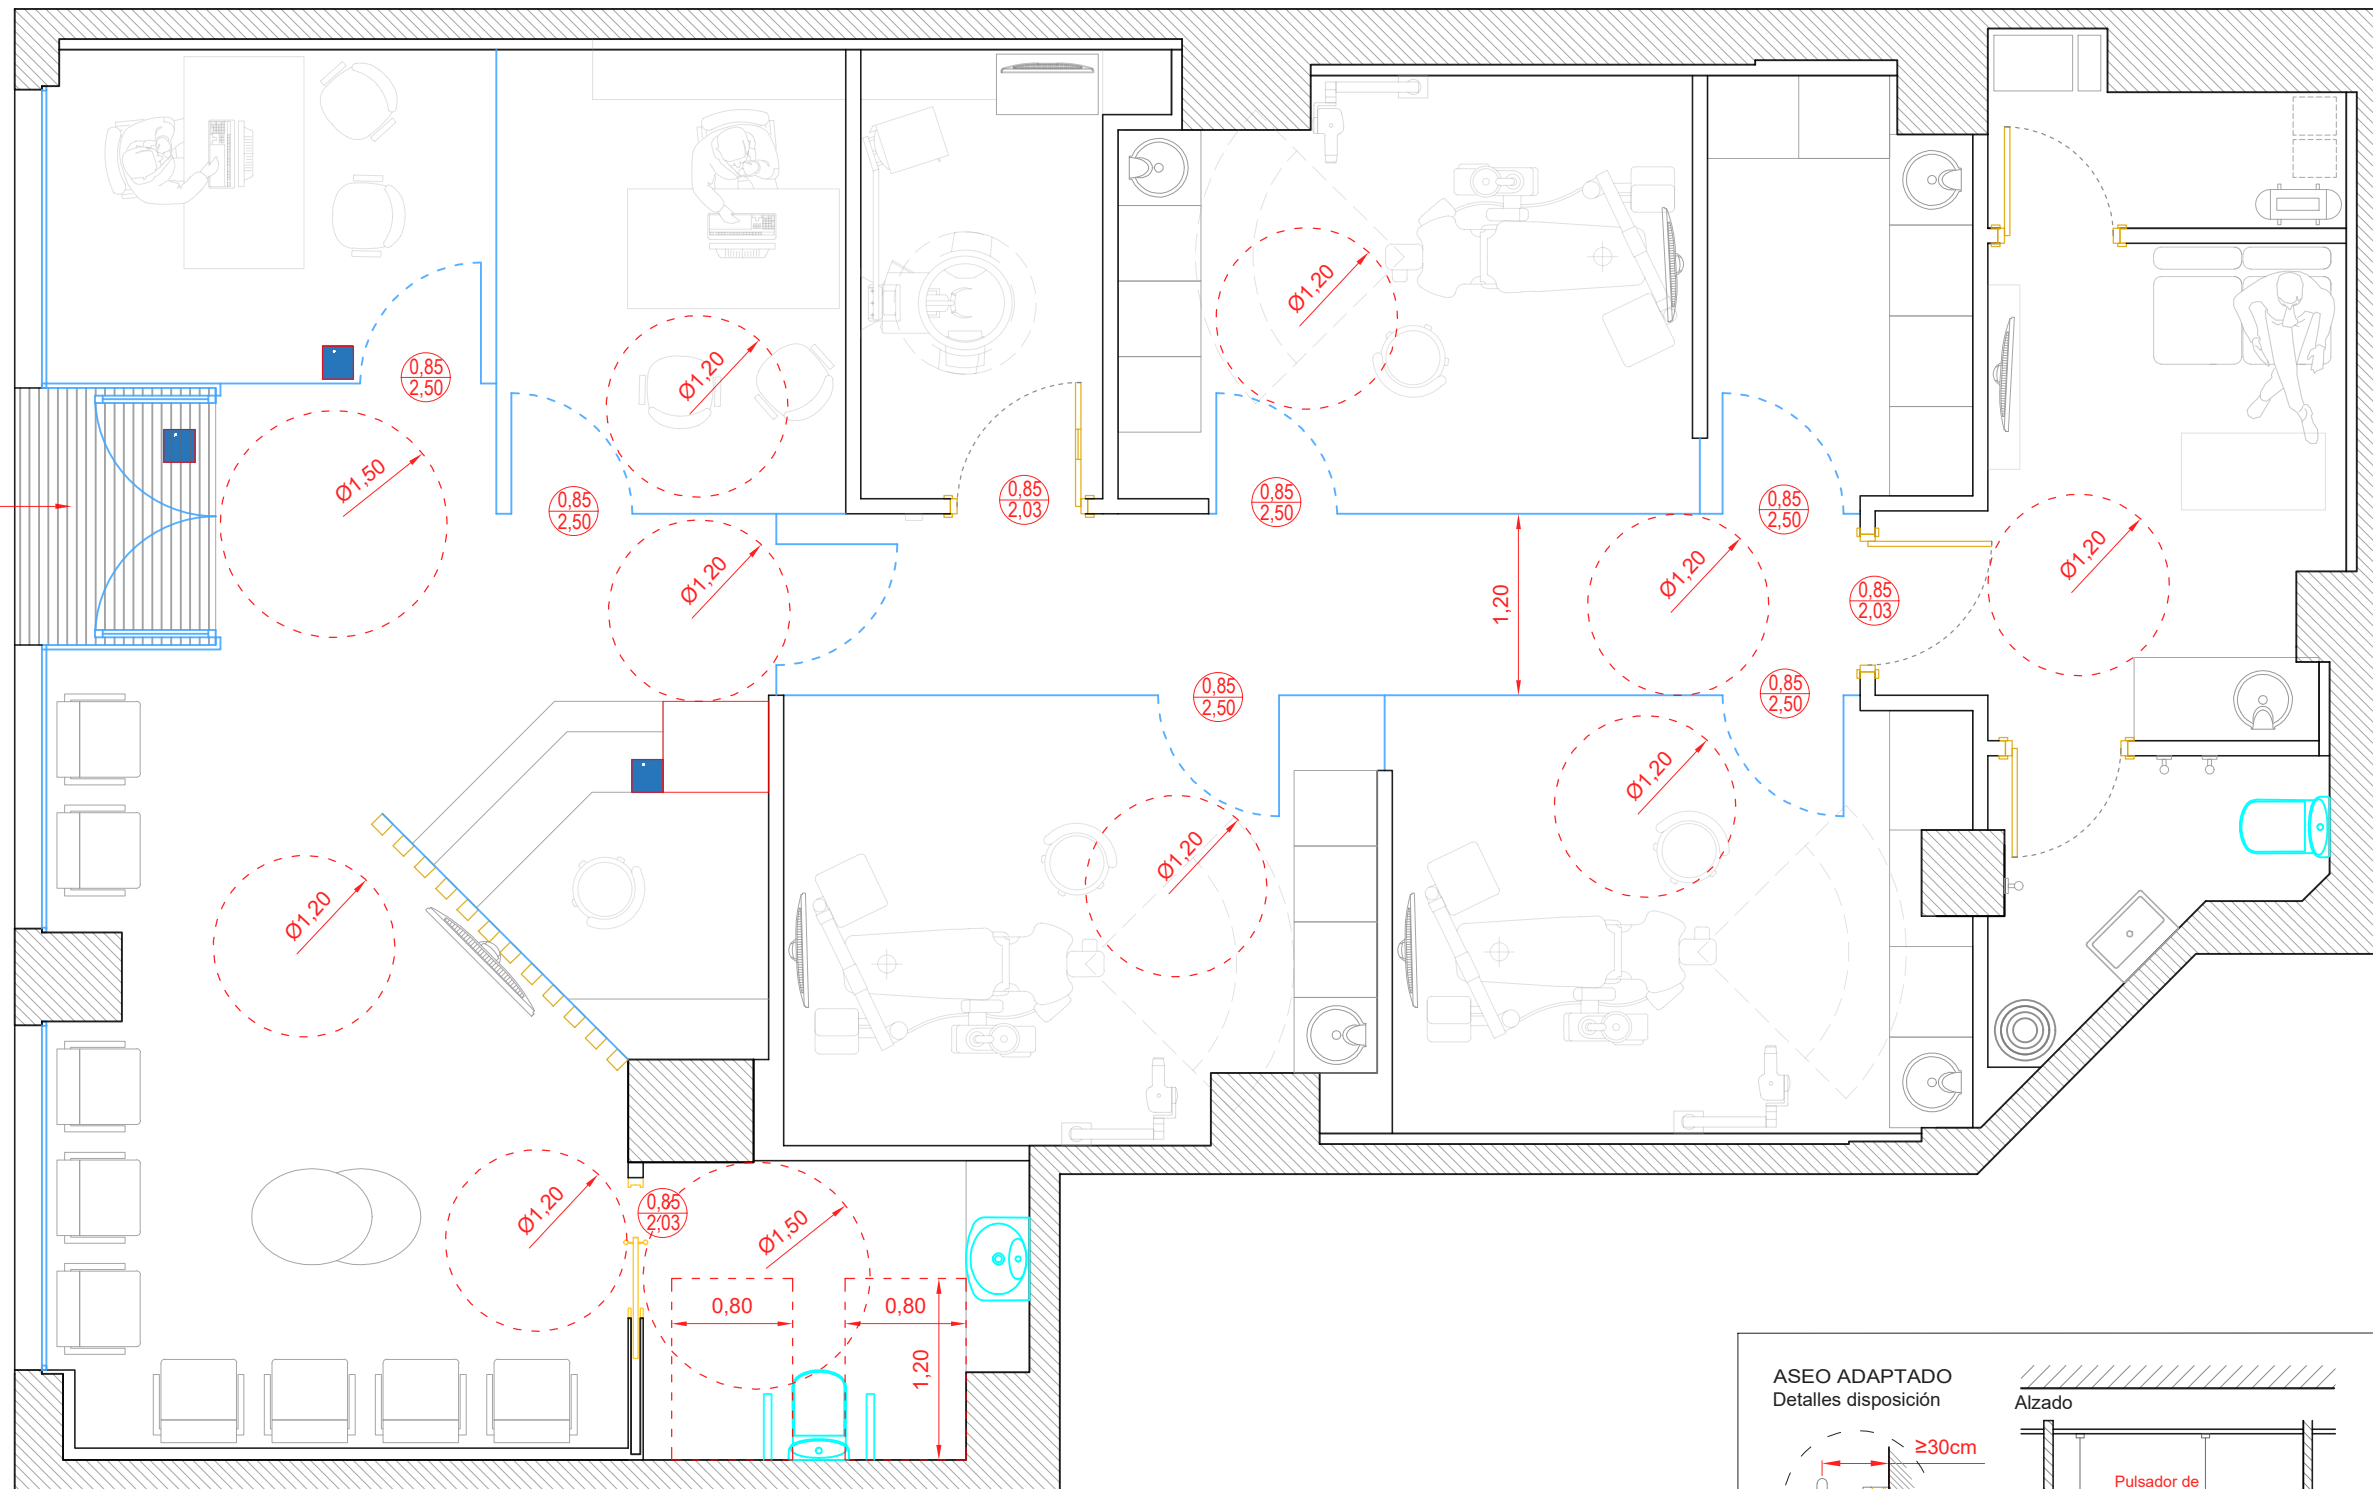 Ø1,20
0,85
2,50
Ø1,20
Ø1,50
0,85
2,50
0,85
2,03
0,85
2,50
0,85
2,50
Ø1,20
Ø1,20
Ø1,20
1,20
0,85
2,03
0,85
2,50
0,85
2,50
Ø1,20
Ø1,20
Ø1,20
Ø1,20
0,85
2,03
Ø1,50
0,80
0,80
1,20
ASEO ADAPTADO
Detalles disposición
Alzado
≥30cm
Pulsador de